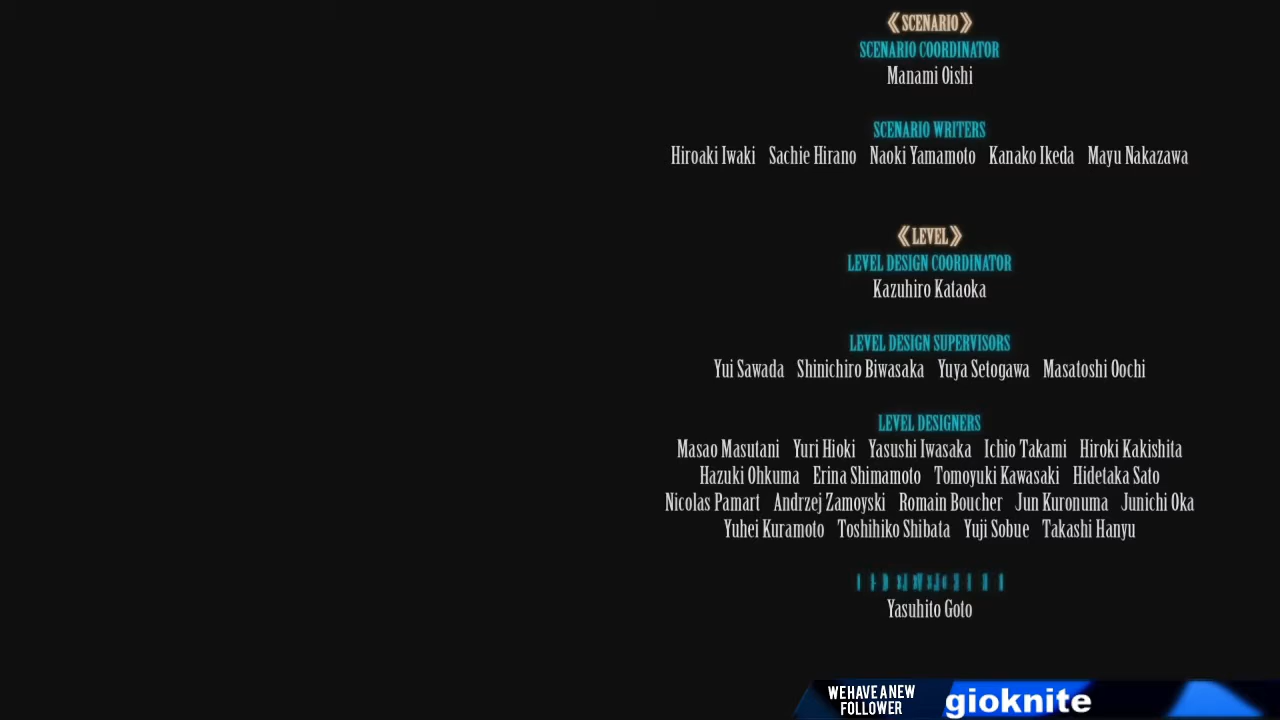 《SCENARIO》
SCENARIO COORDINATOR
Manami Oishi
SCENARIO WRITERS
Hiroaki Iwaki Sachie Hirano Naoki Yamamoto Kanako Ikeda Mayu Nakazawa
《LEVEL》
LEVEL DESIGN COORDINATOR
Kazuhiro Kataoka
LEVEL DESIGN SUPERVISORS
Yui Sawada Shinichiro Biwasaka Yuya Setogawa Masatoshi Oochi
LEVEL DESIGNERS
Masao Masutani Yuri Hioki Yasushi Iwasaka Ichio Takami Hiroki Kakishita
Hazuki Ohkuma Erina Shimamoto Tomoyuki Kawasaki Hidetaka Sato
Nicolas Pamart Andrzej Zamoyski Romain Boucher Jun Kuronuma Junichi Oka
Yuhei Kuramoto Toshihiko Shibata Yuji Sobue Takashi Hanyu
Yasuhito Goto
WE HAVE A NEW
FOLLOWER
gioknite